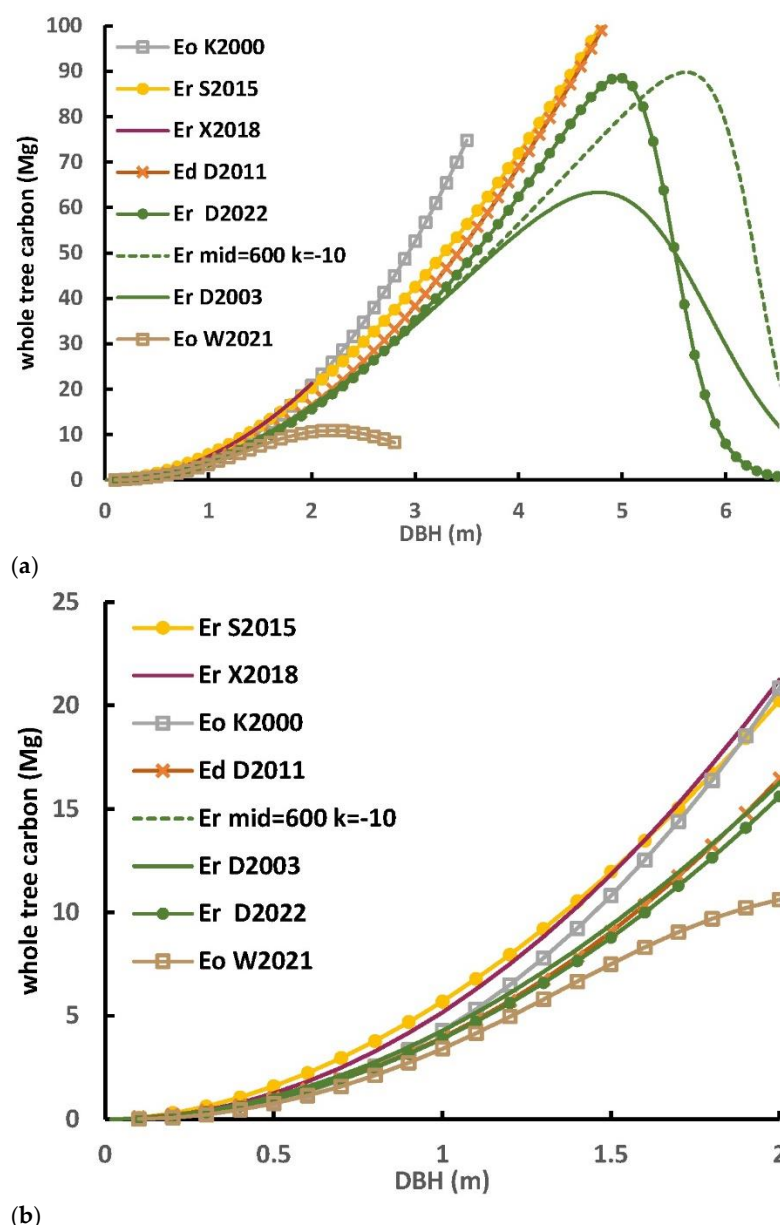 100
90
80
70
60
50
40
30
20
10
0
whole tree carbon (Mg)
Eo K2000
Er S2015
Er X2018
Ed D2011
Er D2022
Er mid=600 k=-10
Er D2003
Eo W2021
0 1 2 3 4 5 6
DBH (m)
(a)
25
20
15
10
5
0
whole tree carbon (Mg)
Er S2015
Er X2018
Eo K2000
Ed D2011
Er mid=600 k=-10
Er D2003
Er D2022
Eo W2021
0 0.5 1 1.5 2
DBH (m)
(b)